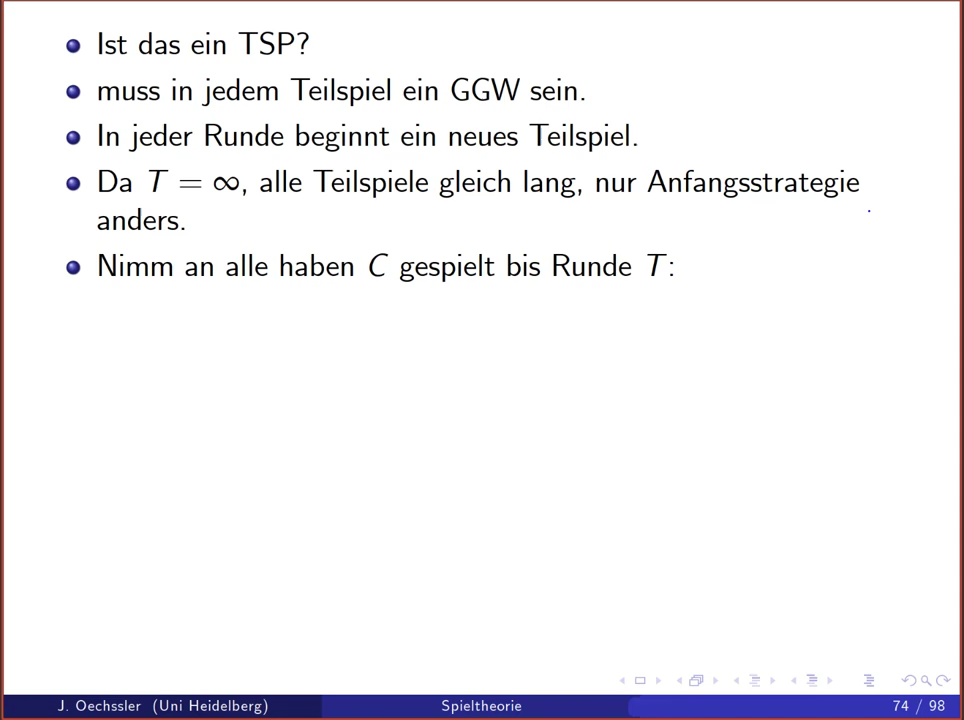 Ist das ein TSP?
muss in jedem Teilspiel ein GGW sein.
In jeder Runde beginnt ein neues Teilspiel.
Da T = ∞, alle Teilspiele gleich lang, nur Anfangsstrategie
anders.
Nimm an alle haben C gespielt bis Runde T:
J. Oechssler (Uni Heidelberg) Spieltheorie 74 / 98